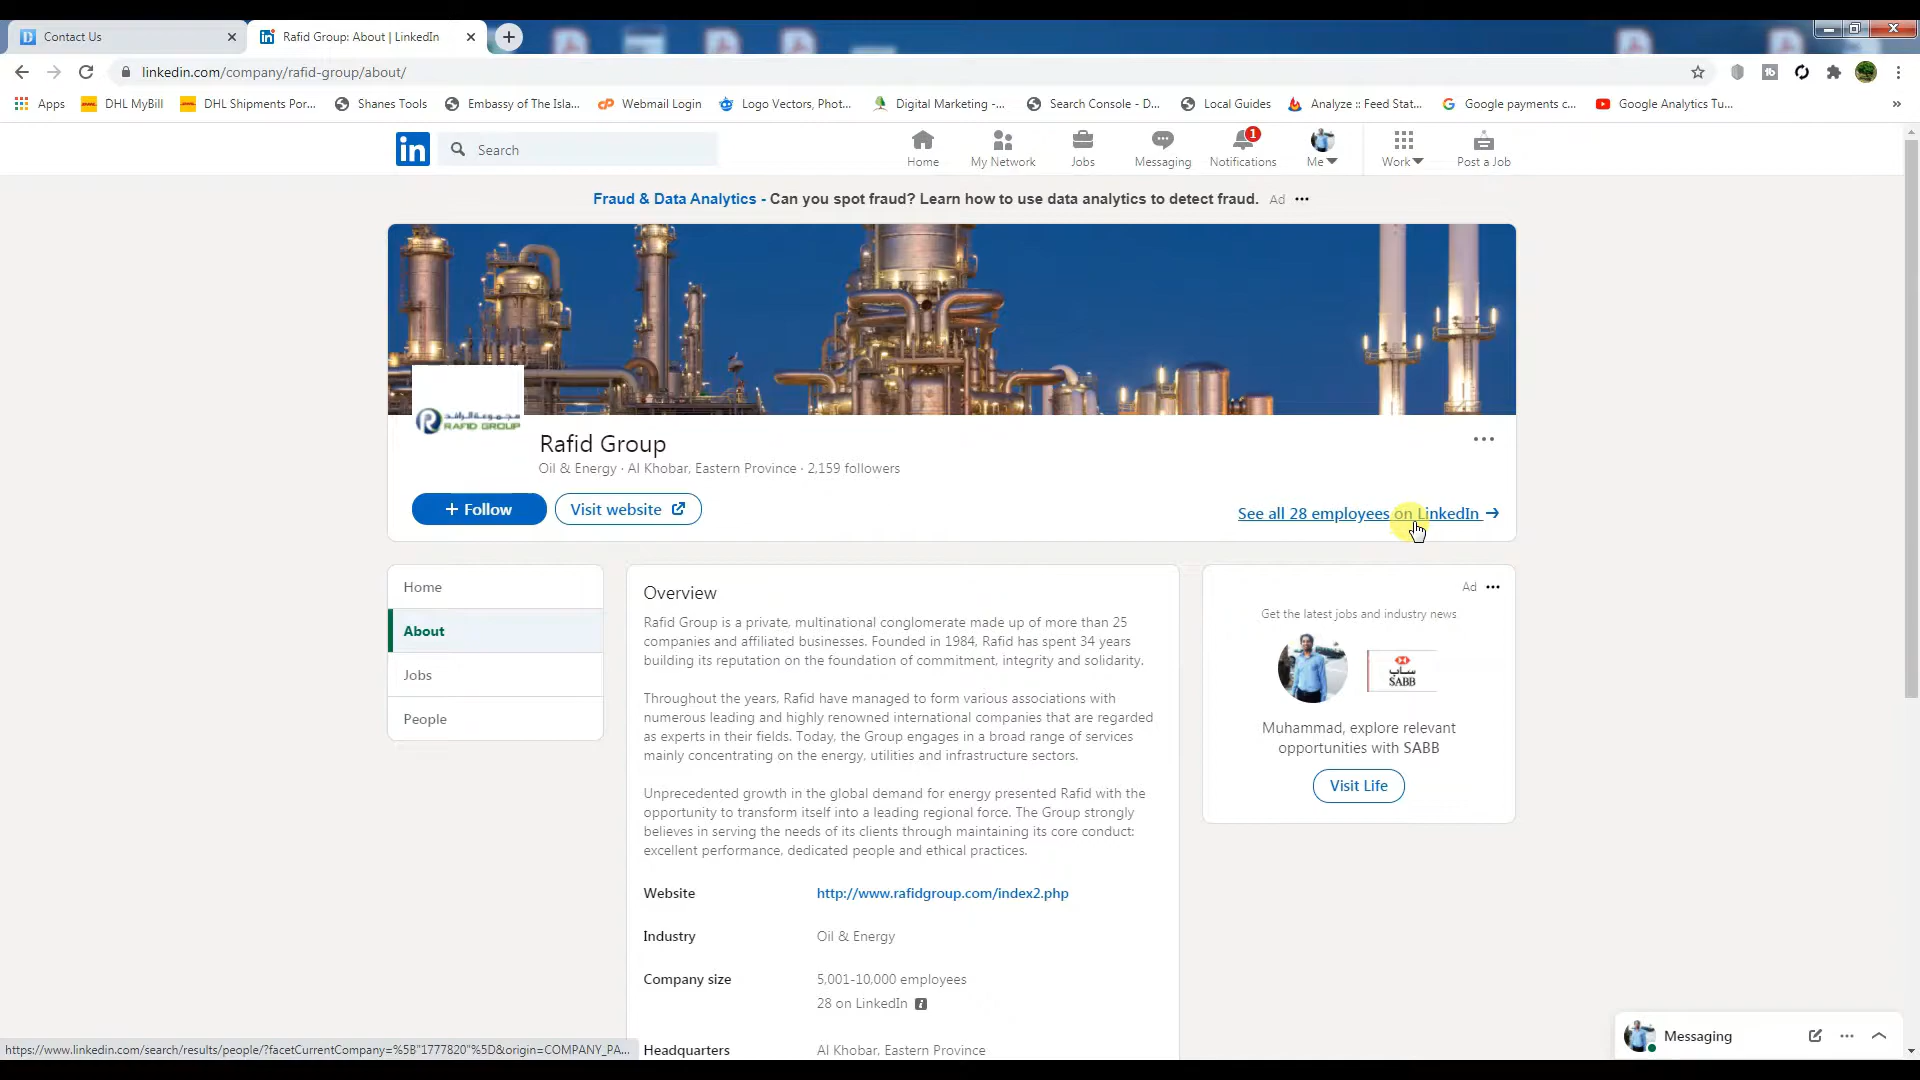 Contact Us
Rafid Group: About | LinkedIn
linkedin.com/company/rafid-group/about/
Apps
DHL MyBill
DHL Shipments Por...
Shanes Tools
Embassy of The Isla...
Webmail Login
Logo Vectors, Phot...
Digital Marketing -...
Search Console - D...
Local Guides
Analyze :: Feed Stat...
Google payments c...
Google Analytics Tu...
Search
Home
My Network
Jobs
Messaging
1
Notifications
Me
Work
Post a Job
Fraud & Data Analytics - Can you spot fraud? Learn how to use data analytics to detect fraud. Ad
مجموعة الرافد
RAFID GROUP
Rafid Group
Oil & Energy · Al Khobar, Eastern Province · 2,159 followers
+ Follow
Visit website
See all 28 employees on LinkedIn →
Home
About
Jobs
People
Overview
Rafid Group is a private, multinational conglomerate made up of more than 25
companies and affiliated businesses. Founded in 1984, Rafid has spent 34 years
building its reputation on the foundation of commitment, integrity and solidarity.
Throughout the years, Rafid have managed to form various associations with
numerous leading and highly renowned international companies that are regarded
as experts in their fields. Today, the Group engages in a broad range of services
mainly concentrating on the energy, utilities and infrastructure sectors.
Unprecedented growth in the global demand for energy presented Rafid with the
opportunity to transform itself into a leading regional force. The Group strongly
believes in serving the needs of its clients through maintaining its core conduct:
excellent performance, dedicated people and ethical practices.
Website
http://www.rafidgroup.com/index2.php
Industry
Oil & Energy
Company size
5,001-10,000 employees
28 on LinkedIn
Headquarters
Al Khobar, Eastern Province
Ad
Get the latest jobs and industry news
ساب
SABB
Muhammad, explore relevant
opportunities with SABB
Visit Life
Messaging
https://www.linkedin.com/search/results/people/?facetCurrentCompany=%5B"1777820"%5D&origin=COMPANY_PA...